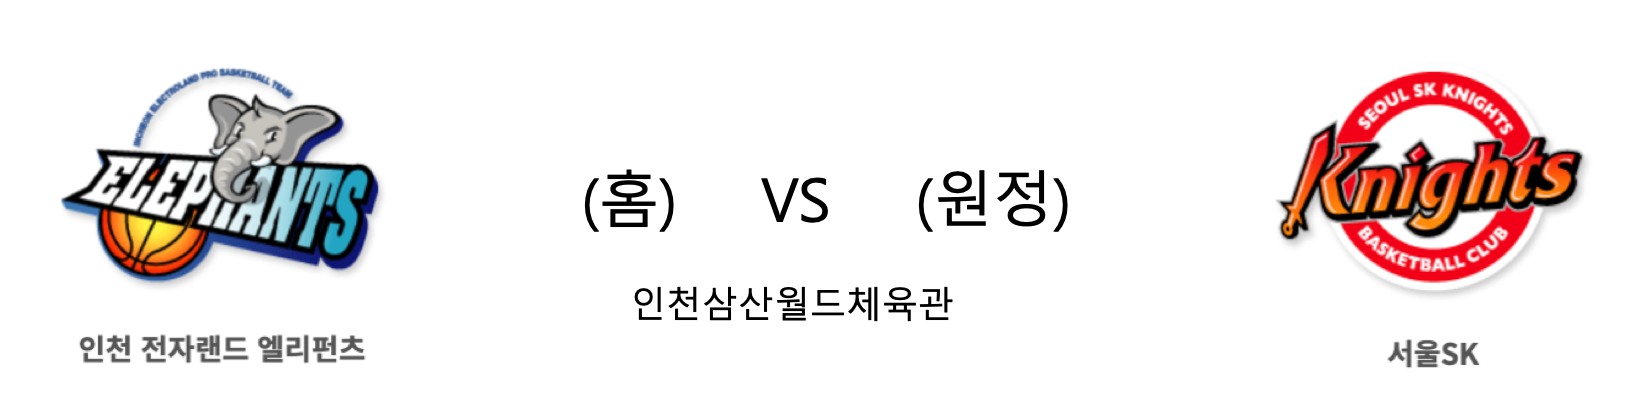 INCHEON ELECTROLAND PRO BASKETBALL TEAM
ELEPHANTS
인천 전자랜드 엘리펀츠
(홈) VS (원정)
인천삼산월드체육관
SEOUL SK KNIGHTS
Knights
BASKETBALL CLUB
서울SK